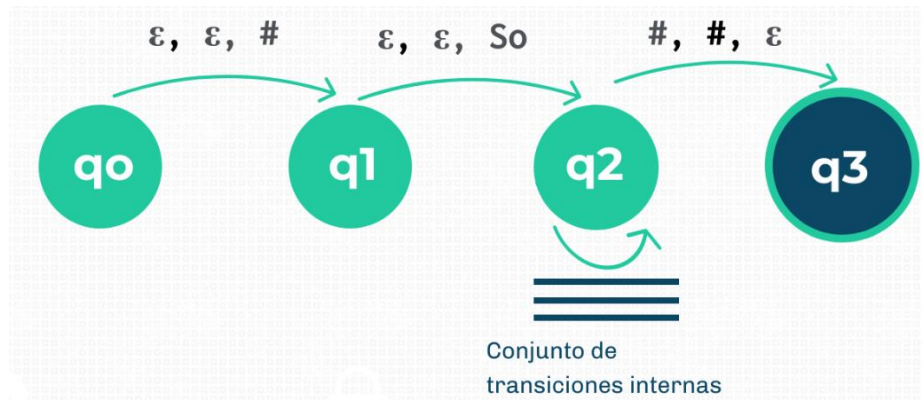 ε, ε, #
ε, ε, So
#, #, ε
qo
q1
q2
q3
Conjunto de
transiciones internas